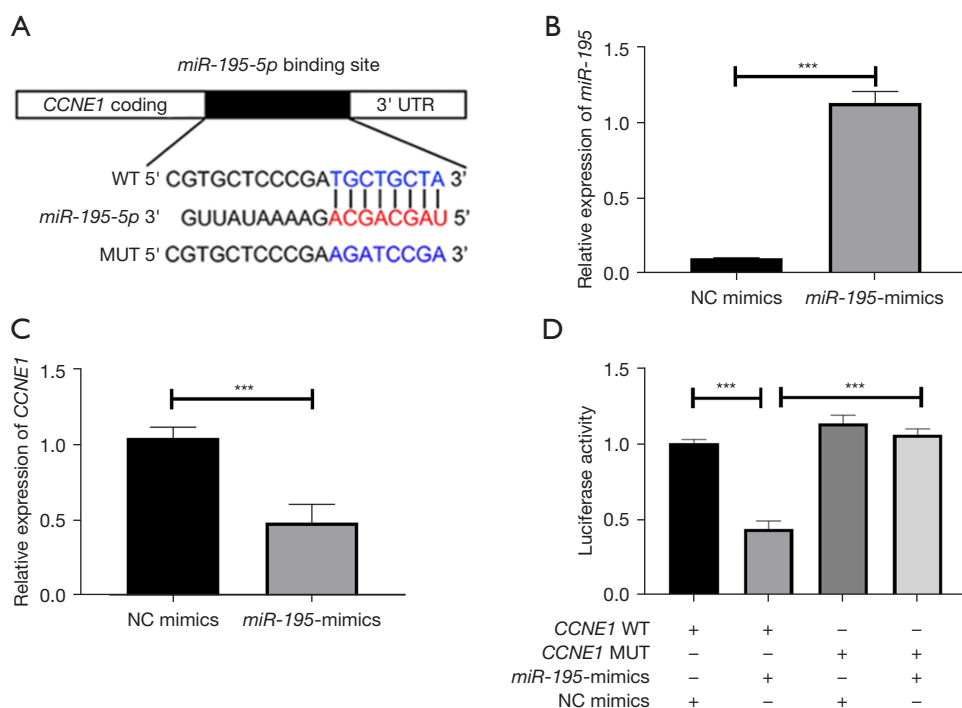 A
miR-195-5p binding site
CCNE1 coding
3' UTR
WT 5' CGTGCTCCCGATGCTGCTA 3'
miR-195-5p 3' GUUAUAAAAGACGACGAU 5'
MUT 5' CGTGCTCCCGAAGATCCGA 3'
B
Relative expression of miR-195
1.5
1.0
0.5
0.0
***
NC mimics
miR-195-mimics
C
Relative expression of CCNE1
1.5
1.0
0.5
0.0
***
NC mimics
miR-195-mimics
D
Luciferase activity
1.5
1.0
0.5
0.0
*** ***
CCNE1 WT + + – –
CCNE1 MUT – – + +
miR-195-mimics – + – +
NC mimics + – + –